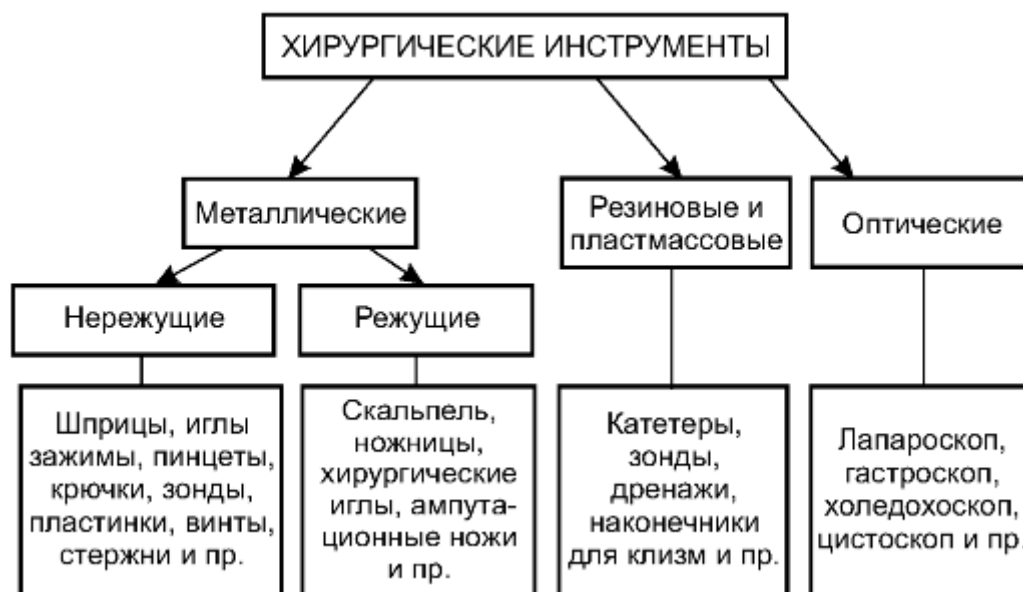 ХИРУРГИЧЕСКИЕ ИНСТРУМЕНТЫ
Металлические
Резиновые и
пластмассовые
Оптические
Нережущие
Режущие
Шприцы, иглы
зажимы, пинцеты,
крючки, зонды,
пластинки, винты,
стержни и пр.
Скальпель,
ножницы,
хирургические
иглы, ампута-
ционные ножи
и пр.
Катетеры,
зонды,
дренажи,
наконечники
для клизм и пр.
Лапароскоп,
гастроскоп,
холедохоскоп,
цистоскоп и пр.